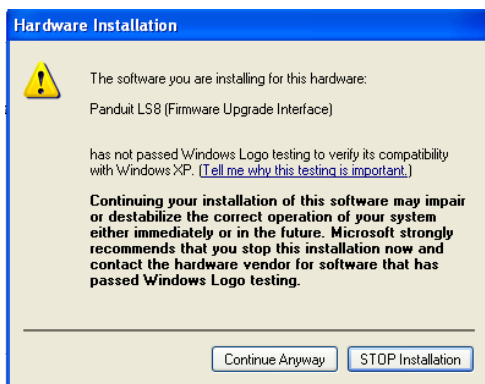 Hardware Installation
The software you are installing for this hardware:
Panduit LS8 (Firmware Upgrade Interface)
has not passed Windows Logo testing to verify its compatibility
with Windows XP. (Tell me why this testing is important.)
Continuing your installation of this software may impair
or destabilize the correct operation of your system
either immediately or in the future. Microsoft strongly
recommends that you stop this installation now and
contact the hardware vendor for software that has
passed Windows Logo testing.
Continue Anyway
STOP Installation